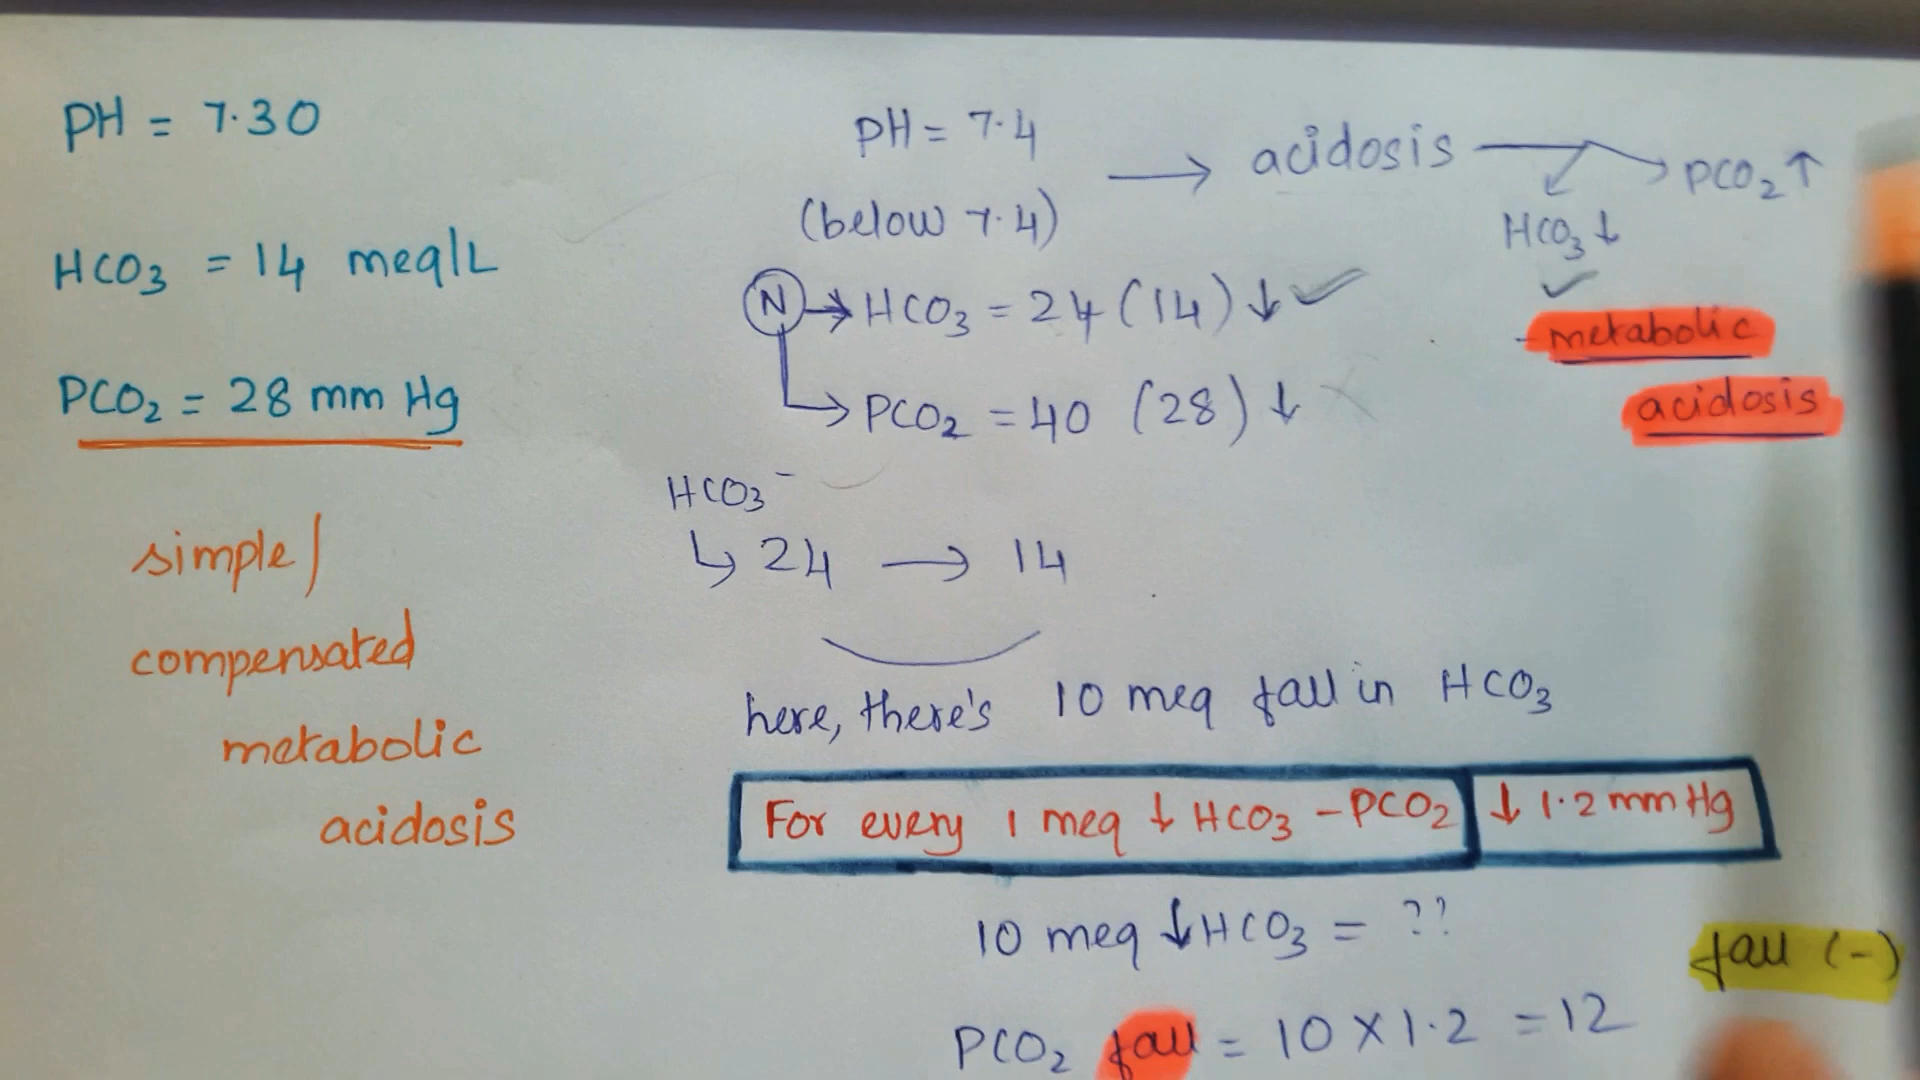 PH = 7.30
HCO3 = 14 meq/L
PCO2 = 28 mm Hg
simple/
compensated
metabolic
acidosis
PH = 7.4
(below 7.4)
→ acidosis → PCO2 ↑
HCO3 ↓
✓
- metabolic
acidosis
N → HCO3 = 24 (14) ↓ ✓
→ PCO2 = 40 (28) ↓ ×
HCO3⁻
↳ 24 → 14
here, there's 10 meq fall in HCO3
For every 1 meq ↓ HCO3 - PCO2 ↓ 1.2 mm Hg
10 meq ↓ HCO3 = ??
fall (-)
PCO2 fall = 10 X 1.2 = 12